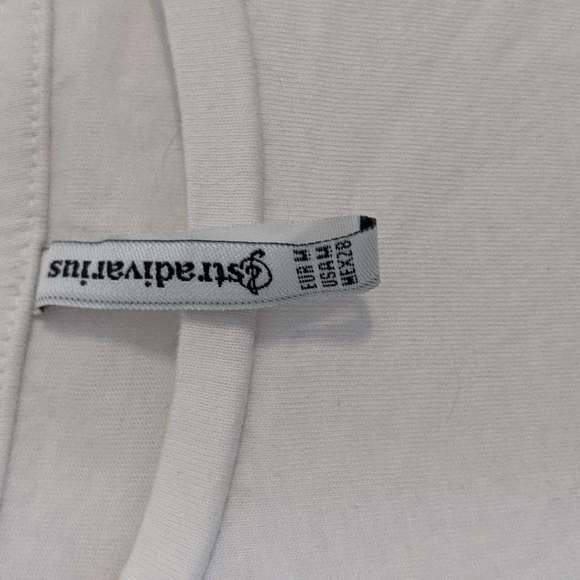 stradivarius
EUR M
USA M
MEX 28